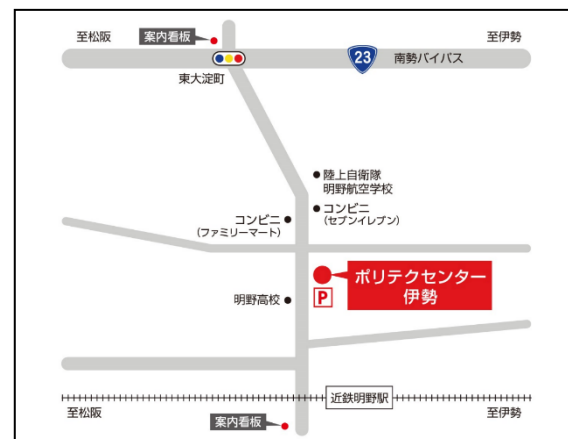 至松阪
案内看板
至伊勢
23
南勢バイパス
東大淀町
陸上自衛隊
明野航空学校
コンビニ
(ファミリーマート)
コンビニ
(セブンイレブン)
ポリテクセンター
伊勢
P
明野高校
近鉄明野駅
至松阪
至伊勢
案内看板